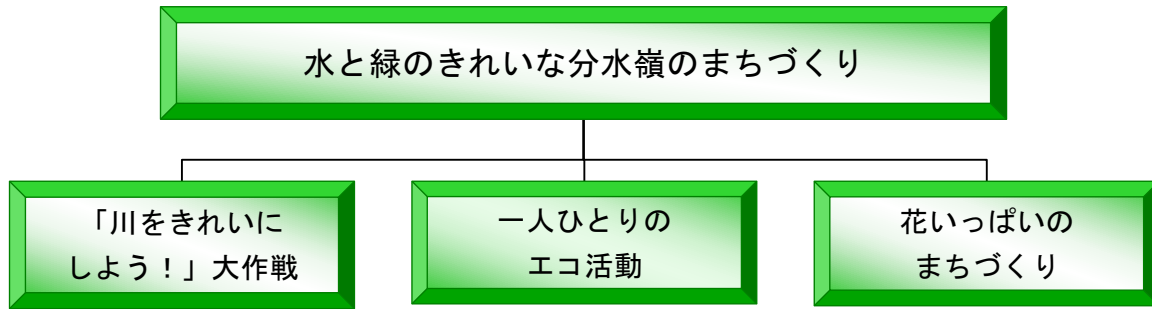 水と緑のきれいな分水嶺のまちづくり
「川をきれいに
しよう！」大作戦
一人ひとりの
エコ活動
花いっぱいの
まちづくり